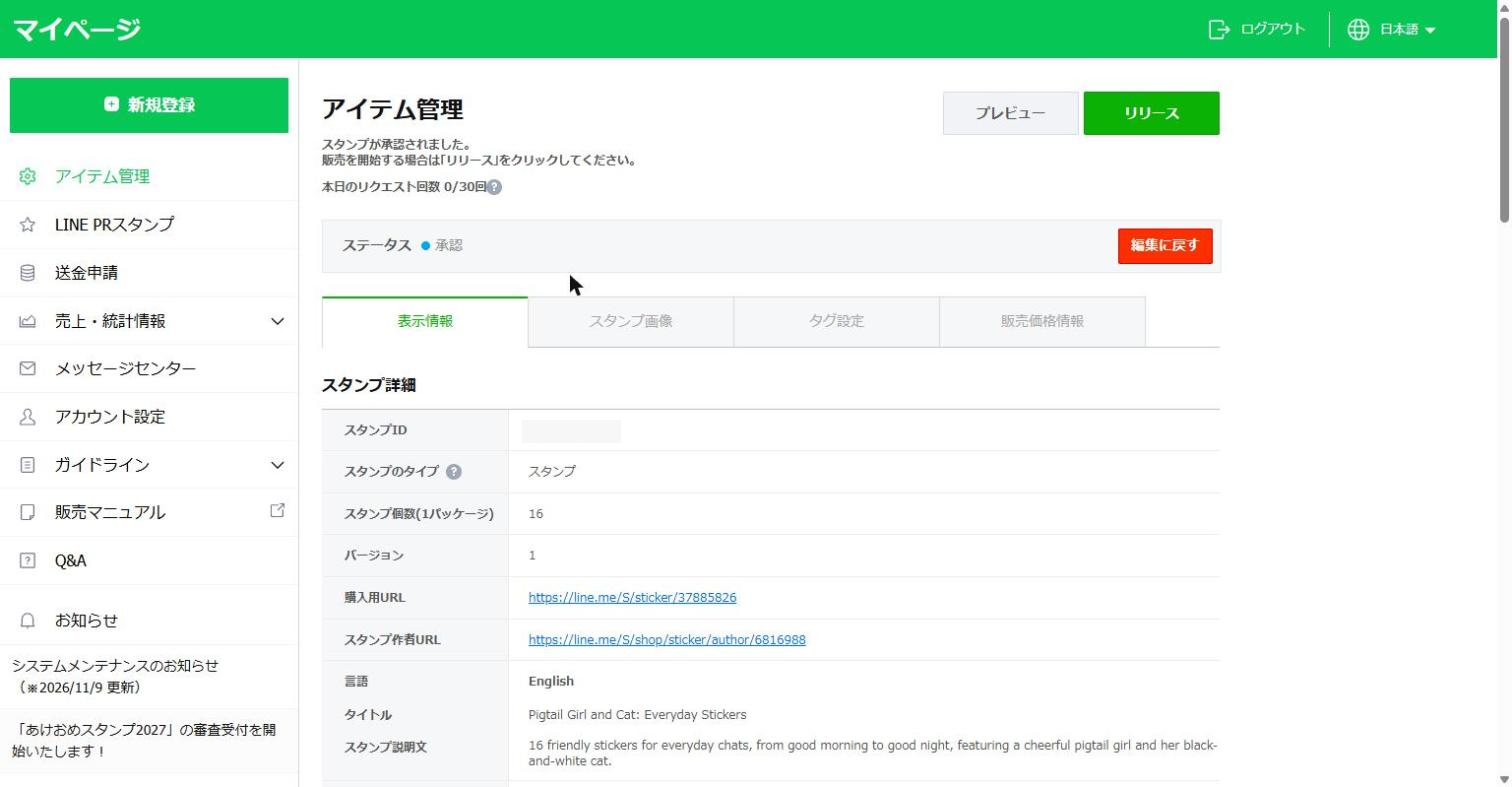 マイページ
ログアウト
日本語
新規登録
アイテム管理
LINE PRスタンプ
送金申請
売上・統計情報
メッセージセンター
アカウント設定
ガイドライン
販売マニュアル
Q&A
お知らせ
システムメンテナンスのお知らせ
（※2026/11/9 更新）
「あけおめスタンプ2027」の審査受付を開
始いたします！
アイテム管理
プレビュー
リリース
スタンプが承認されました。
販売を開始する場合は「リリース」をクリックしてください。
本日のリクエスト回数 0/30回?
ステータス 承認
編集に戻す
表示情報
スタンプ画像
タグ設定
販売価格情報
スタンプ詳細
スタンプID
スタンプのタイプ ? スタンプ
スタンプ個数(1パッケージ) 16
バージョン 1
購入用URL https://line.me/S/sticker/37885826
スタンプ作者URL https://line.me/S/shop/sticker/author/6816988
言語 English
タイトル Pigtail Girl and Cat: Everyday Stickers
スタンプ説明文 16 friendly stickers for everyday chats, from good morning to good night, featuring a cheerful pigtail girl and her black-
and-white cat.